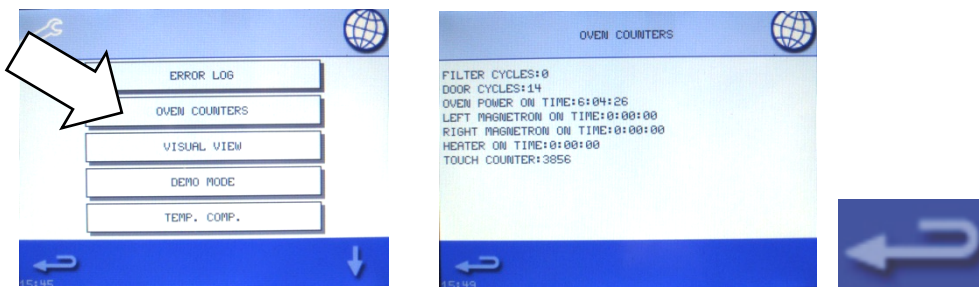 ERROR LOG
OVEN COUNTERS
VISUAL VIEW
DEMO MODE
TEMP. COMP.
15:45
OVEN COUNTERS
FILTER CYCLES:0
DOOR CYCLES:14
OVEN POWER ON TIME:6:04:26
LEFT MAGNETRON ON TIME:0:00:00
RIGHT MAGNETRON ON TIME:0:00:00
HEATER ON TIME:0:00:00
TOUCH COUNTER:3856
15:49